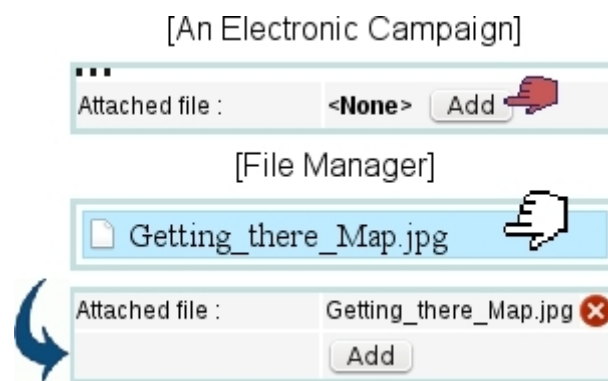 [An Electronic Campaign]
...
Attached file : <None> Add
[File Manager]
Getting_there_Map.jpg
Attached file : Getting_there_Map.jpg
Add